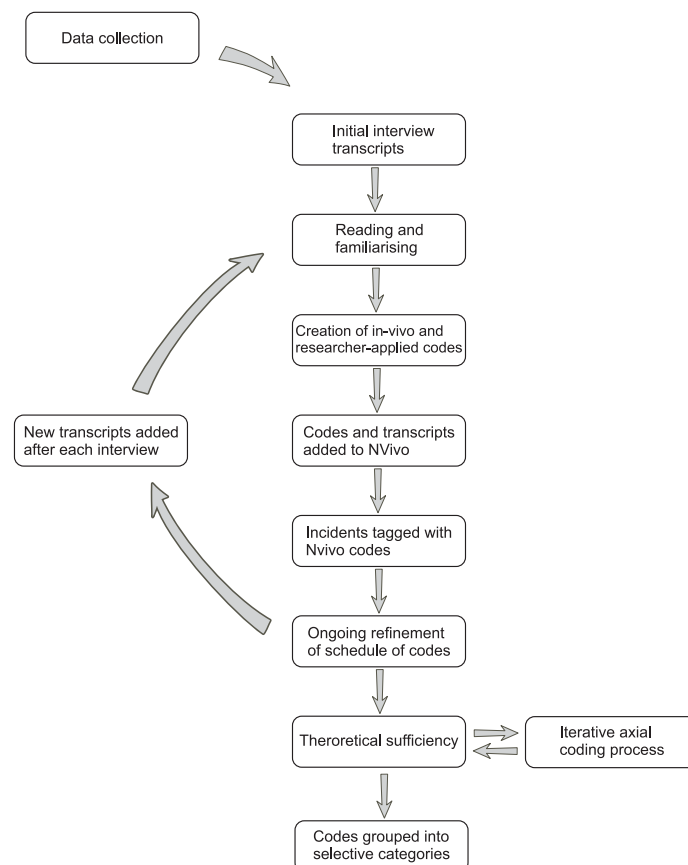 Data collection
Initial interview
transcripts
Reading and
familiarising
Creation of in-vivo and
researcher-applied codes
New transcripts added
after each interview
Codes and transcripts
added to NVivo
Incidents tagged with
Nvivo codes
Ongoing refinement
of schedule of codes
Theroretical sufficiency
Iterative axial
coding process
Codes grouped into
selective categories